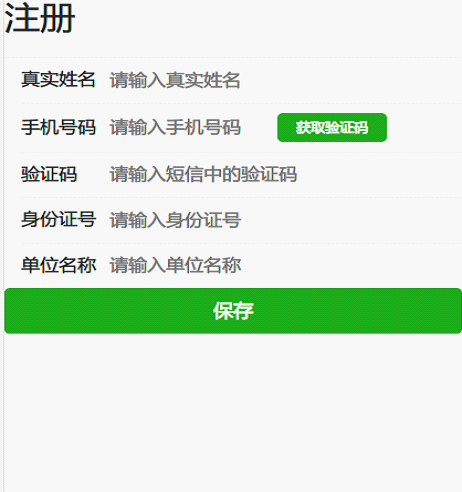 注册
真实姓名 请输入真实姓名
手机号码 请输入手机号码 获取验证码
验证码 请输入短信中的验证码
身份证号 请输入身份证号
单位名称 请输入单位名称
保存